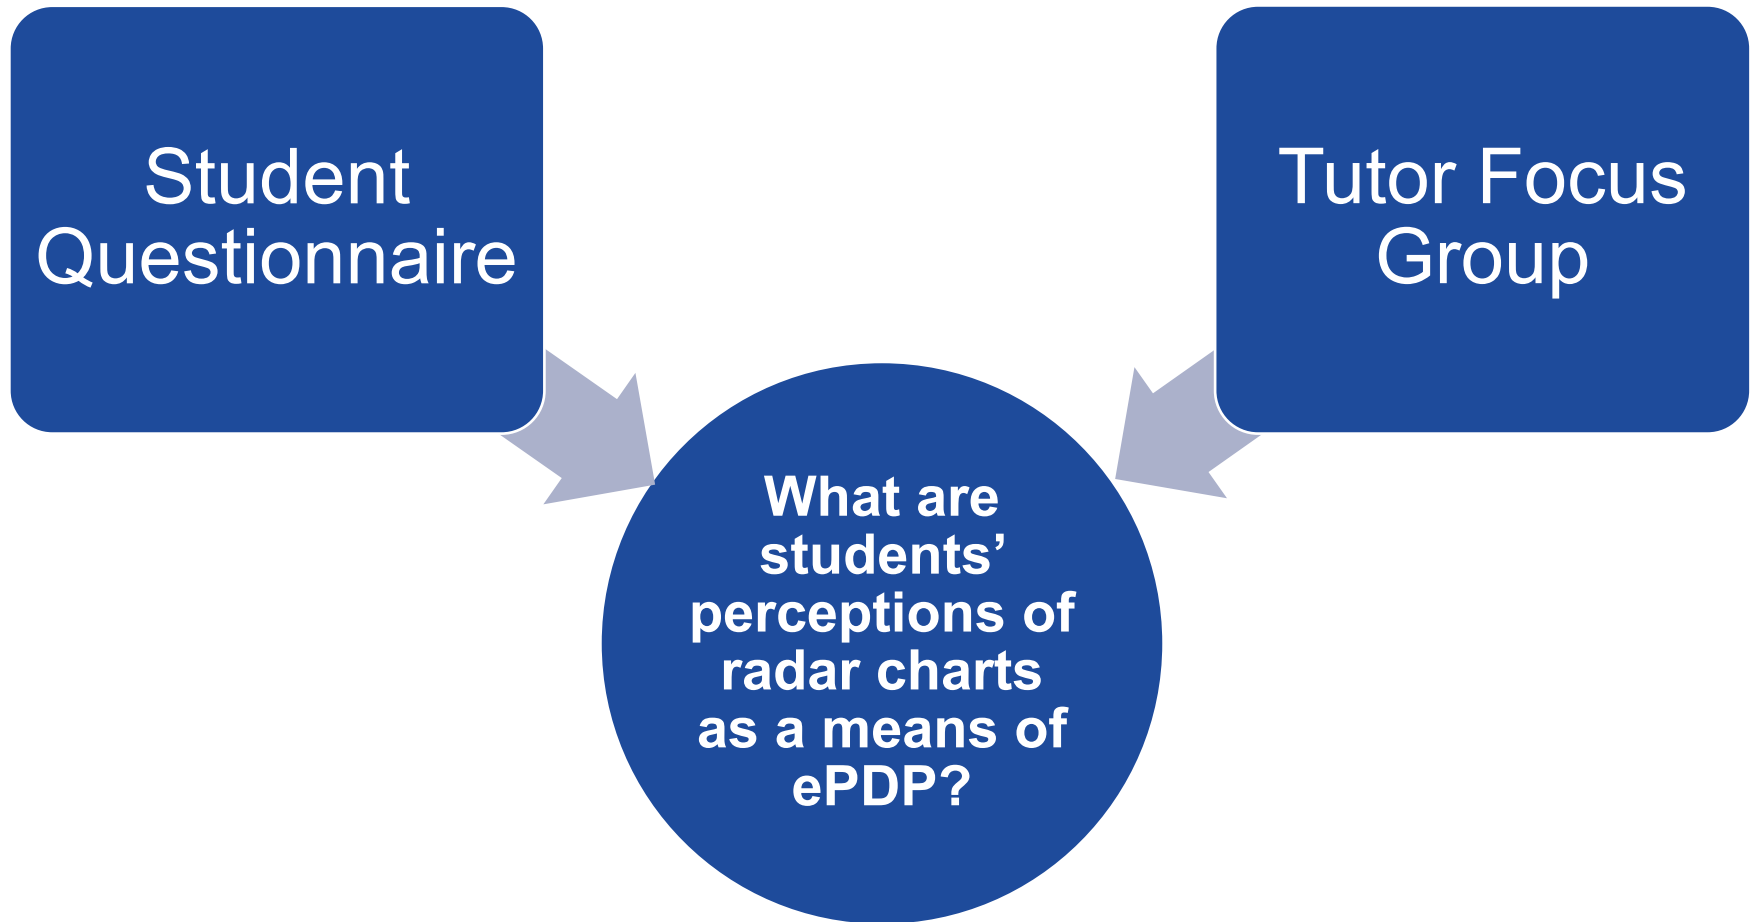 Student
Questionnaire
Tutor Focus
Group
What are
students’
perceptions of
radar charts
as a means of
ePDP?